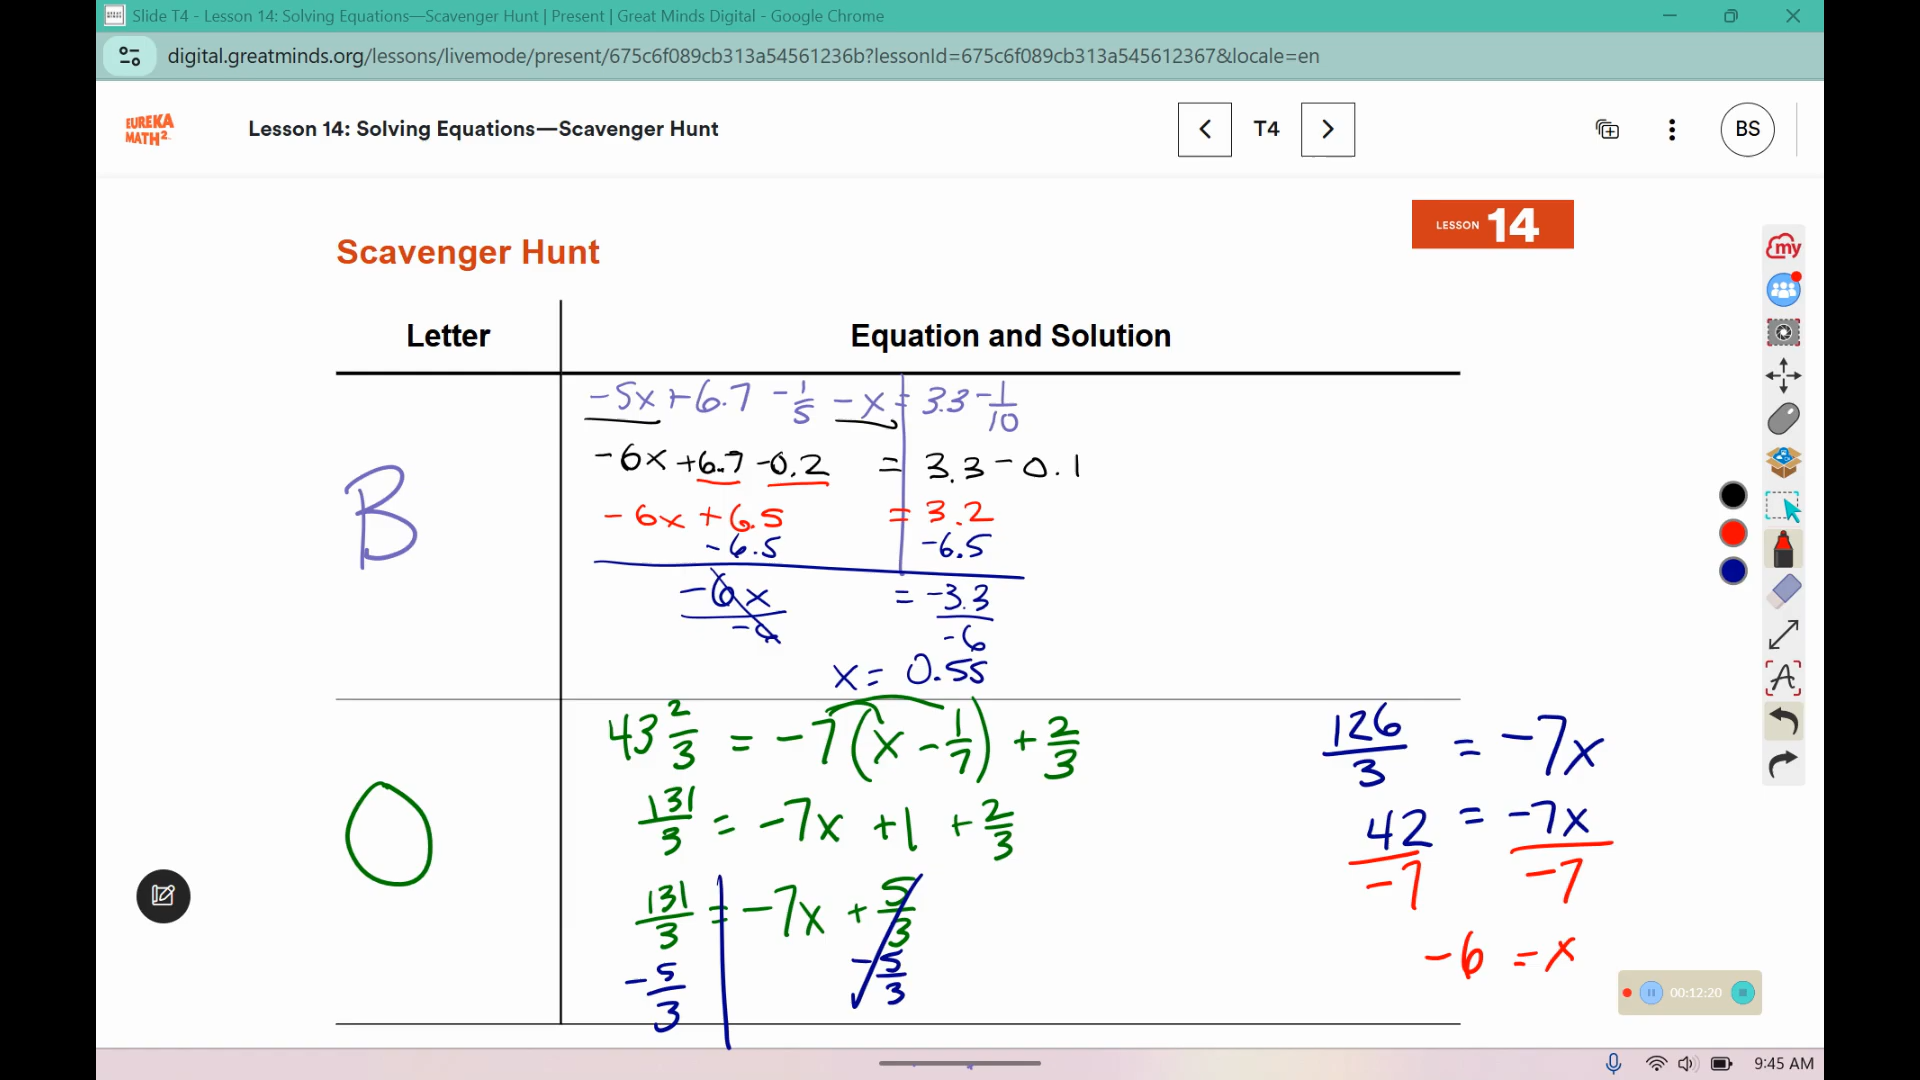 Slide T4 - Lesson 14: Solving Equations—Scavenger Hunt | Present | Great Minds Digital - Google Chrome
digital.greatminds.org/lessons/livemode/present/675c6f089cb313a54561236b?lessonId=675c6f089cb313a545612367&locale=en
EUREKA MATH²
Lesson 14: Solving Equations—Scavenger Hunt
T4
BS
LESSON 14
Scavenger Hunt
my
Letter
Equation and Solution
B
-5x + 6.7 - 1/5 - x = 3.3 - 1/10
-6x + 6.7 - 0.2 = 3.3 - 0.1
-6x + 6.5 = 3.2
-6.5 -6.5
-6x = -3.3
-6 -6
x = 0.55
O
43 2/3 = -7(x - 1/7) + 2/3
131/3 = -7x + 1 + 2/3
131/3 = -7x + 5/3
-5/3 -5/3
126/3 = -7x
42 = -7x
-7 -7
-6 = x
A
00:12:20
9:45 AM